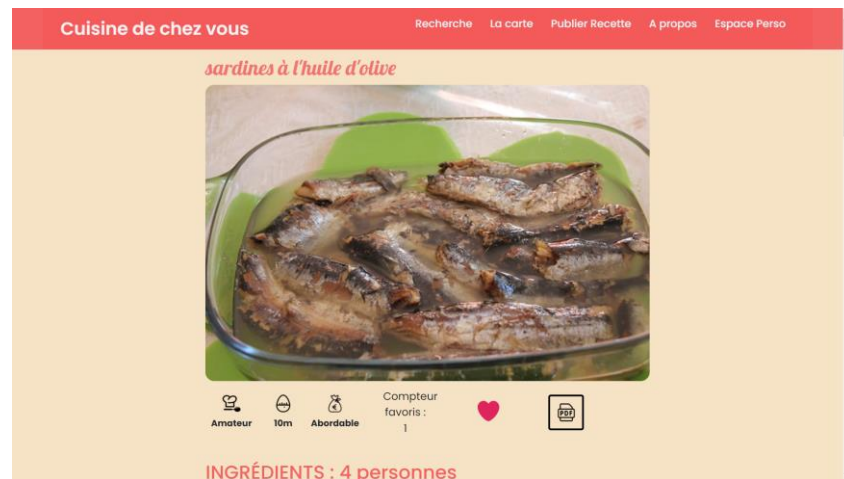 Cuisine de chez vous
Recherche La carte Publier Recette A propos Espace Perso
sardines à l'huile d'olive
Compteur
favoris :
1
Amateur 10m Abordable
PDF
INGRÉDIENTS : 4 personnes